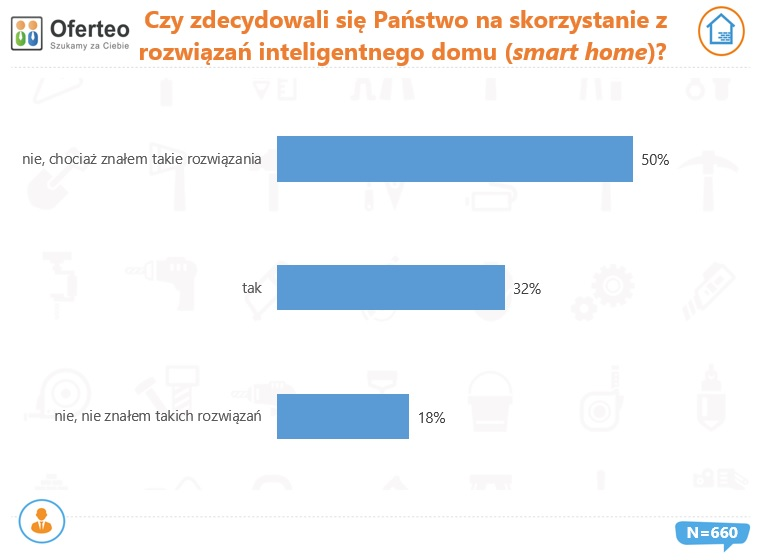 Oferteo
Szukamy za Ciebie
Czy zdecydowali się Państwo na skorzystanie z
rozwiązań inteligentnego domu (smart home)?
nie, chociaż znałem takie rozwiązania
50%
tak
32%
nie, nie znałem takich rozwiązań
18%
N=660